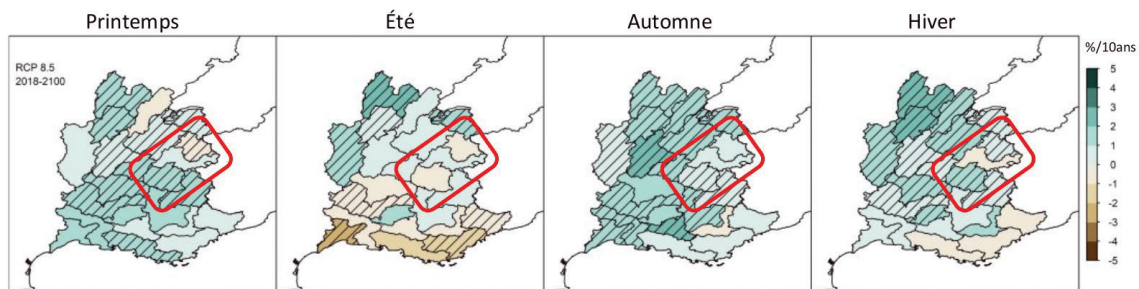 Printemps
Été
Automne
Hiver
%/10ans
RCP 8.5
2018-2100
5
4
3
2
1
0
-1
-2
-3
-4
-5